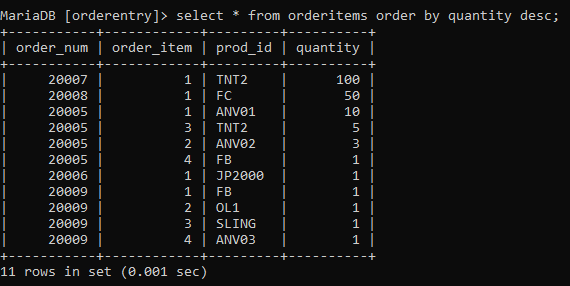 MariaDB [orderentry]> select * from orderitems order by quantity desc;
+-----------+------------+---------+----------+
| order_num | order_item | prod_id | quantity |
+-----------+------------+---------+----------+
|     20007 |          1 | TNT2    |      100 |
|     20008 |          1 | FC      |       50 |
|     20005 |          1 | ANV01   |       10 |
|     20005 |          3 | TNT2    |        5 |
|     20005 |          2 | ANV02   |        3 |
|     20005 |          4 | FB      |        1 |
|     20006 |          1 | JP2000  |        1 |
|     20009 |          1 | FB      |        1 |
|     20009 |          2 | OL1     |        1 |
|     20009 |          3 | SLING   |        1 |
|     20009 |          4 | ANV03   |        1 |
+-----------+------------+---------+----------+
11 rows in set (0.001 sec)